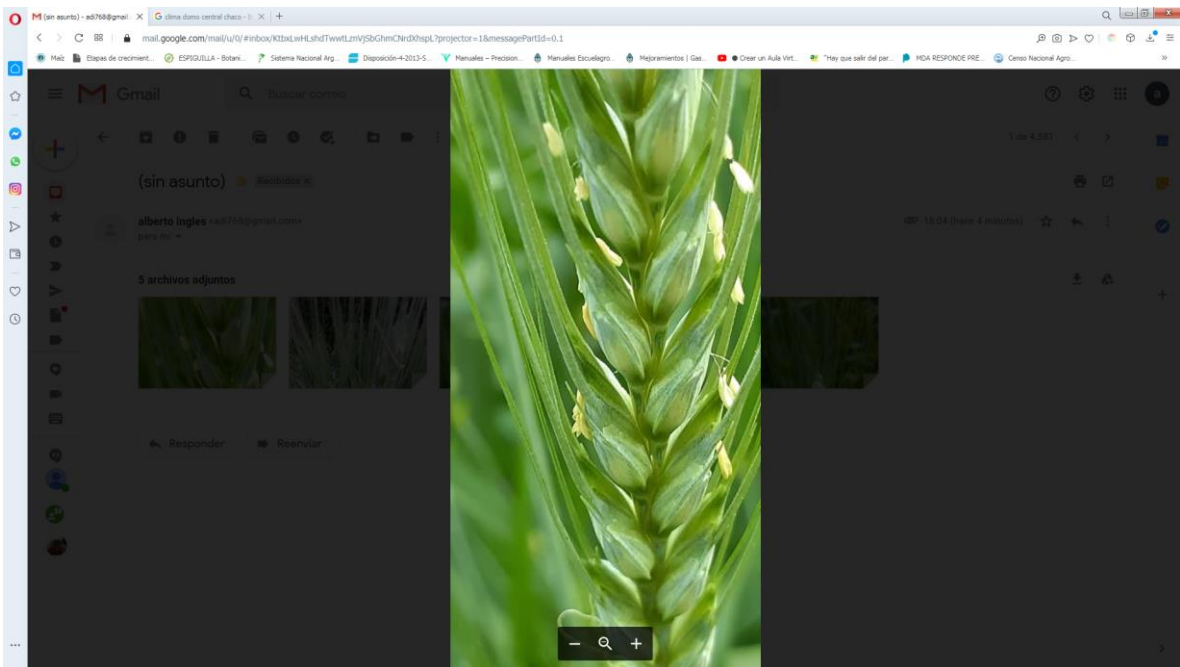 M (sin asunto) - adi768@gmail.
G clima domo central chaco - B
mail.google.com/mail/u/0/#inbox/KtbxLwHLshdTwwtLzmVjSbGhmCNrdXhspL?projector=1&messagePartId=0.1
Maíz
Etapas de crecimient...
ESPIGUILLA - Botani...
Sistema Nacional Arg...
Disposición-4-2013-S...
Manuales – Precision...
Manuales Escuelagro...
Mejoramientos | Gas...
Crear un Aula Virt...
"Hay que salir del par...
MDA RESPONDE PRE...
Censo Nacional Agro...
Gmail
Buscar correo
1 de 4,581
(sin asunto)
Recibidos ×
alberto ingles <adi768@gmail.com>
para mí
18:04 (hace 4 minutos)
5 archivos adjuntos
Responder
Reenviar